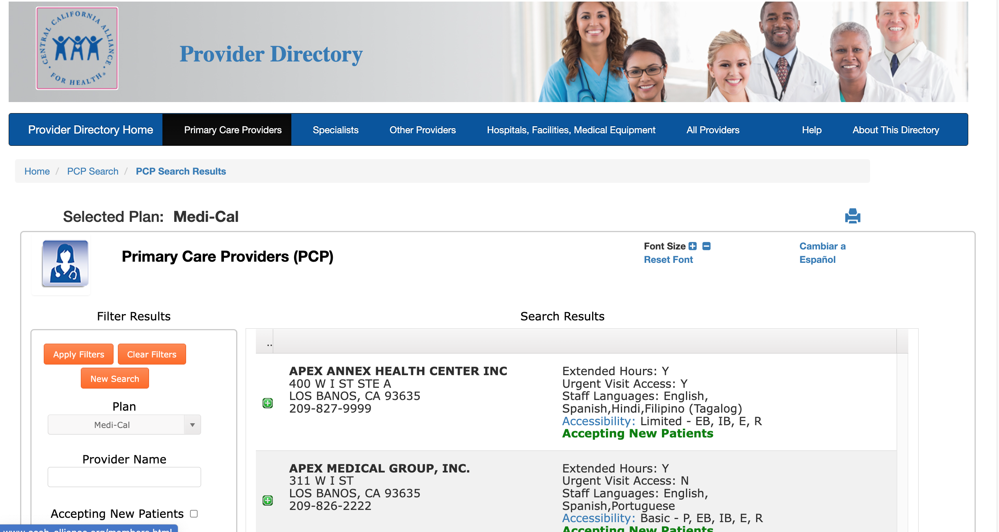 CENTRAL CALIFORNIA ALLIANCE
FOR HEALTH®
Provider Directory
Provider Directory Home
Primary Care Providers
Specialists
Other Providers
Hospitals, Facilities, Medical Equipment
All Providers
Help
About This Directory
Home / PCP Search / PCP Search Results
Selected Plan: Medi-Cal
Primary Care Providers (PCP)
Font Size
Reset Font
Cambiar a
Español
Filter Results
Apply Filters
Clear Filters
New Search
Plan
Medi-Cal
Provider Name
Accepting New Patients
Search Results
..
APEX ANNEX HEALTH CENTER INC
400 W I ST STE A
LOS BANOS, CA 93635
209-827-9999
Extended Hours: Y
Urgent Visit Access: Y
Staff Languages: English,
Spanish,Hindi,Filipino (Tagalog)
Accessibility: Limited - EB, IB, E, R
Accepting New Patients
APEX MEDICAL GROUP, INC.
311 W I ST
LOS BANOS, CA 93635
209-826-2222
Extended Hours: Y
Urgent Visit Access: N
Staff Languages: English,
Spanish,Portuguese
Accessibility: Basic - P, EB, IB, E, R
Accepting New Patients
www.ccah-alliance.org/members.html